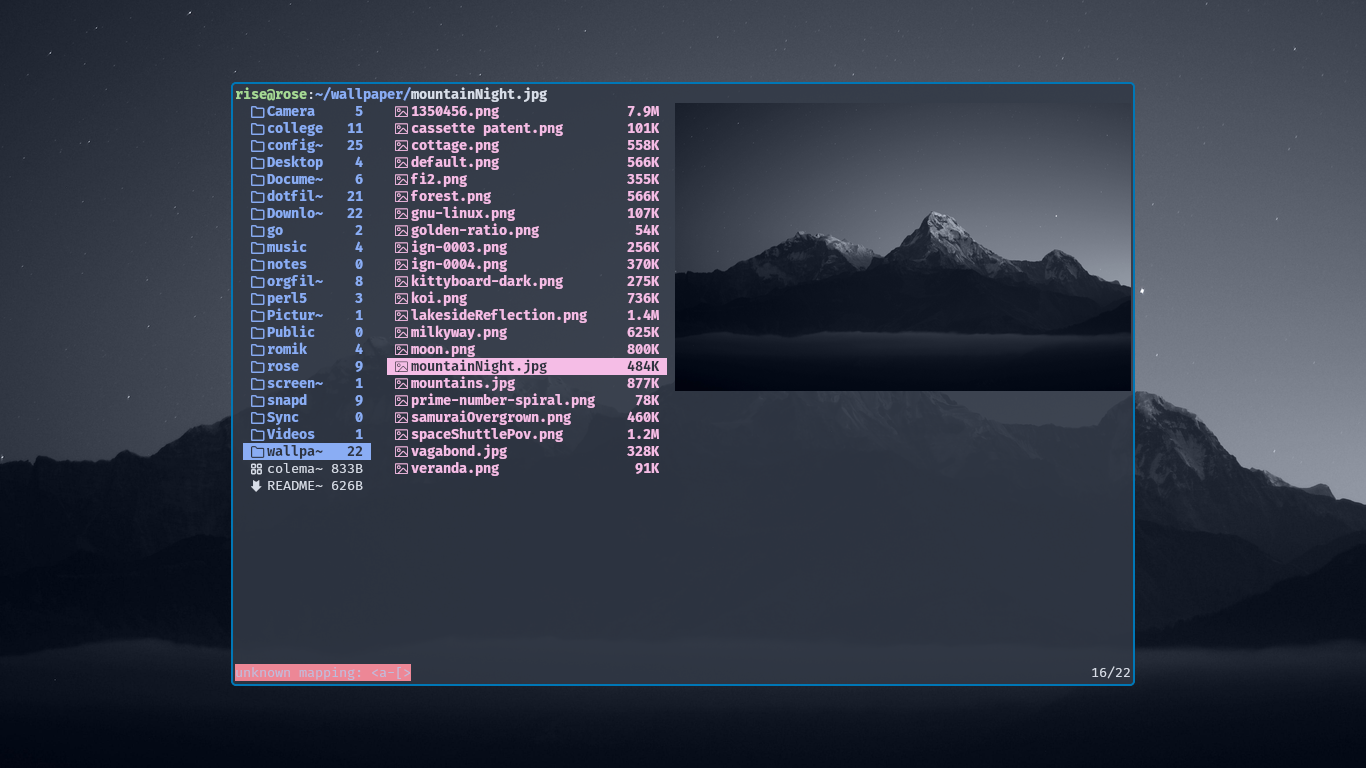 rise@rose:~/wallpaper/mountainNight.jpg
Camera 5 1350456.png 7.9M
college 11 cassette patent.png 101K
config~ 25 cottage.png 558K
Desktop 4 default.png 566K
Docume~ 6 fi2.png 355K
dotfil~ 21 forest.png 566K
Downlo~ 22 gnu-linux.png 107K
go 2 golden-ratio.png 54K
music 4 ign-0003.png 256K
notes 0 ign-0004.png 370K
orgfil~ 8 kittyboard-dark.png 275K
perl5 3 koi.png 736K
Pictur~ 1 lakesideReflection.png 1.4M
Public 0 milkyway.png 625K
romik 4 moon.png 800K
rose 9 mountainNight.jpg 484K
screen~ 1 mountains.jpg 877K
snapd 9 prime-number-spiral.png 78K
Sync 0 samuraiOvergrown.png 460K
Videos 1 spaceShuttlePov.png 1.2M
wallpa~ 22 vagabond.jpg 328K
colema~ 833B veranda.png 91K
README~ 626B
unknown mapping: <a-[> 16/22